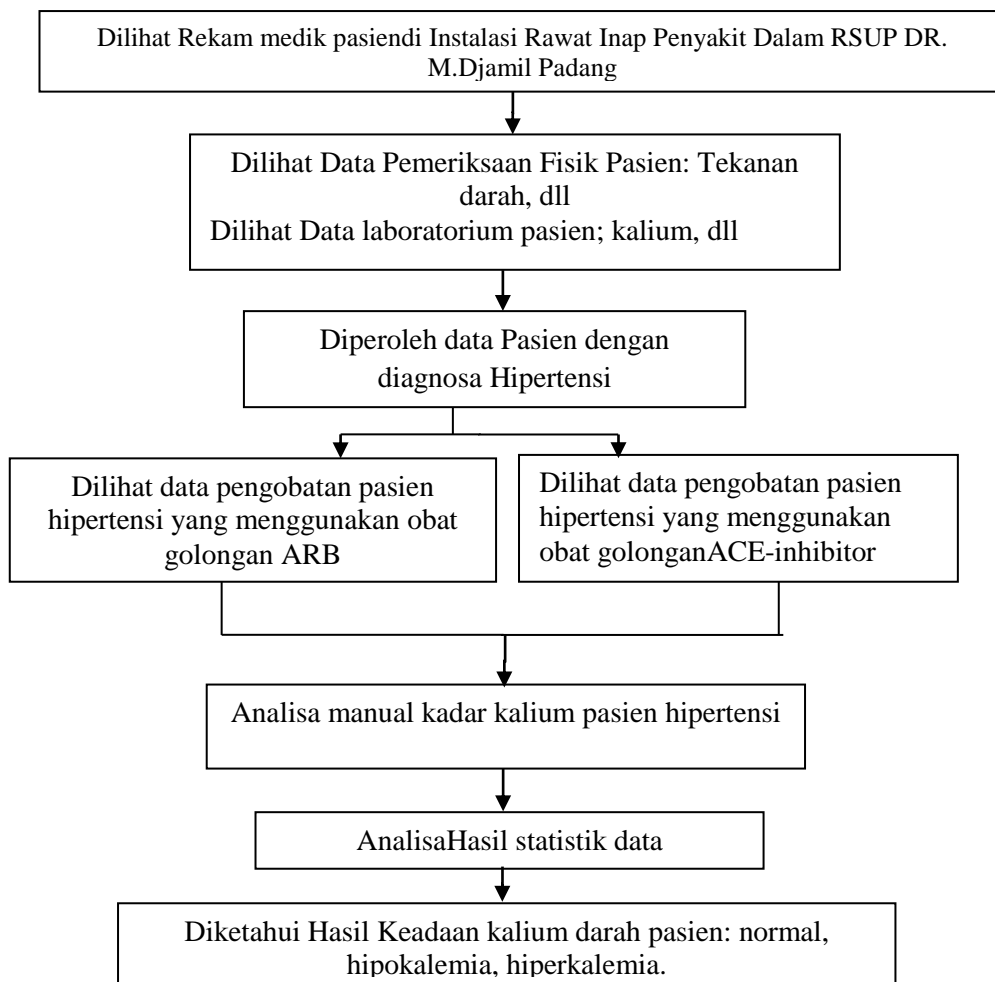 Dilihat Rekam medik pasiendi Instalasi Rawat Inap Penyakit Dalam RSUP DR.
M.Djamil Padang
Dilihat Data Pemeriksaan Fisik Pasien: Tekanan
darah, dll
Dilihat Data laboratorium pasien; kalium, dll
Diperoleh data Pasien dengan
diagnosa Hipertensi
Dilihat data pengobatan pasien
hipertensi yang menggunakan obat
golongan ARB
Dilihat data pengobatan pasien
hipertensi yang menggunakan
obat golonganACE-inhibitor
Analisa manual kadar kalium pasien hipertensi
AnalisaHasil statistik data
Diketahui Hasil Keadaan kalium darah pasien: normal,
hipokalemia, hiperkalemia.